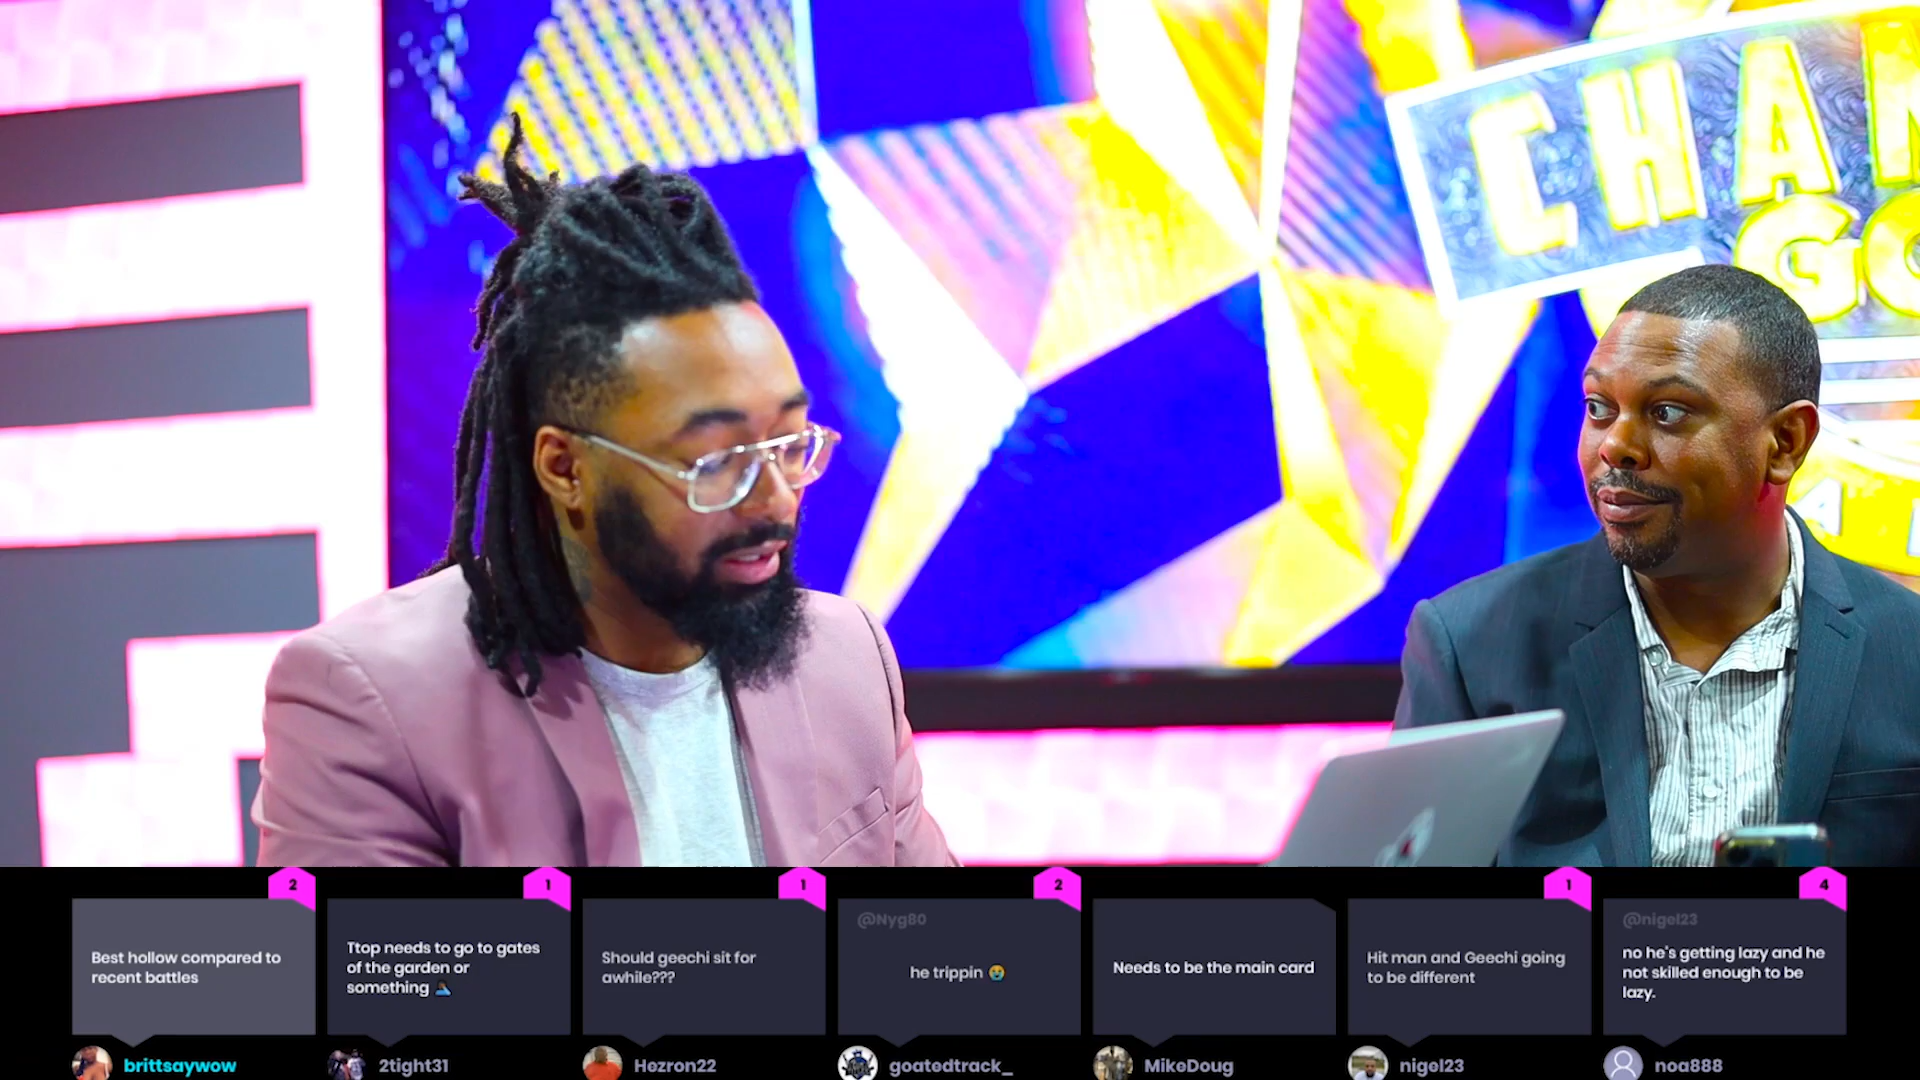 CHAM
GO
2
1
1
2
1
4
Best hollow compared to
recent battles
Ttop needs to go to gates
of the garden or
something
Should geechi sit for
awhile???
@Nyg80
he trippin 😭
Needs to be the main card
Hit man and Geechi going
to be different
@nigel23
no he's getting lazy and he
not skilled enough to be
lazy.
brittsaywow
2tight31
Hezron22
goatedtrack_
MikeDoug
nigel23
noa888